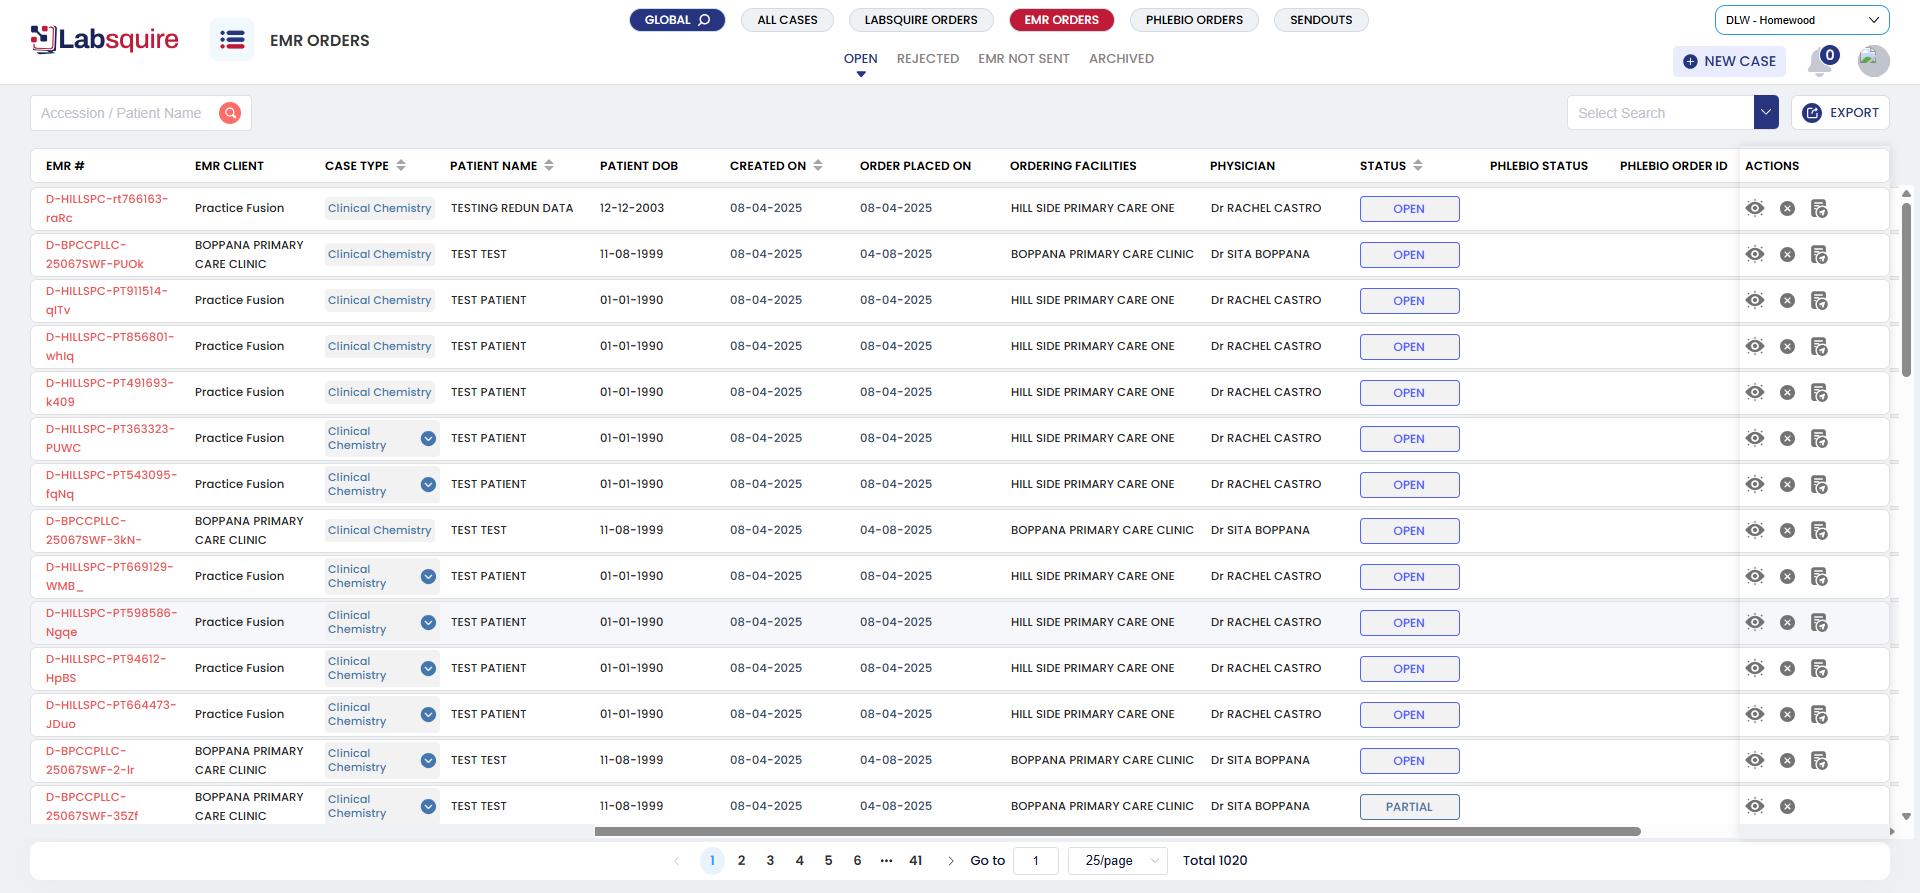 Labsquire
EMR ORDERS
GLOBAL
ALL CASES
LABSQUIRE ORDERS
EMR ORDERS
PHLEBIO ORDERS
SENDOUTS
DLW - Homewood
OPEN
REJECTED
EMR NOT SENT
ARCHIVED
NEW CASE
0
Accession / Patient Name
Select Search
EXPORT
EMR # EMR CLIENT CASE TYPE PATIENT NAME PATIENT DOB CREATED ON ORDER PLACED ON ORDERING FACILITIES PHYSICIAN STATUS PHLEBIO STATUS PHLEBIO ORDER ID ACTIONS
D-HILLSPC-rt766163-
raRc
Practice Fusion Clinical Chemistry TESTING REDUN DATA 12-12-2003 08-04-2025 08-04-2025 HILL SIDE PRIMARY CARE ONE Dr RACHEL CASTRO OPEN
D-BPCCPLLC-
25067SWF-PUOk
BOPPANA PRIMARY
CARE CLINIC
Clinical Chemistry TEST TEST 11-08-1999 08-04-2025 04-08-2025 BOPPANA PRIMARY CARE CLINIC Dr SITA BOPPANA OPEN
D-HILLSPC-PT911514-
qITv
Practice Fusion Clinical Chemistry TEST PATIENT 01-01-1990 08-04-2025 08-04-2025 HILL SIDE PRIMARY CARE ONE Dr RACHEL CASTRO OPEN
D-HILLSPC-PT856801-
whIq
Practice Fusion Clinical Chemistry TEST PATIENT 01-01-1990 08-04-2025 08-04-2025 HILL SIDE PRIMARY CARE ONE Dr RACHEL CASTRO OPEN
D-HILLSPC-PT491693-
k409
Practice Fusion Clinical Chemistry TEST PATIENT 01-01-1990 08-04-2025 08-04-2025 HILL SIDE PRIMARY CARE ONE Dr RACHEL CASTRO OPEN
D-HILLSPC-PT363323-
PUWC
Practice Fusion
Clinical
Chemistry
TEST PATIENT 01-01-1990 08-04-2025 08-04-2025 HILL SIDE PRIMARY CARE ONE Dr RACHEL CASTRO OPEN
D-HILLSPC-PT543095-
fqNq
Practice Fusion
Clinical
Chemistry
TEST PATIENT 01-01-1990 08-04-2025 08-04-2025 HILL SIDE PRIMARY CARE ONE Dr RACHEL CASTRO OPEN
D-BPCCPLLC-
25067SWF-3kN-
BOPPANA PRIMARY
CARE CLINIC
Clinical Chemistry TEST TEST 11-08-1999 08-04-2025 04-08-2025 BOPPANA PRIMARY CARE CLINIC Dr SITA BOPPANA OPEN
D-HILLSPC-PT669129-
WMB_
Practice Fusion
Clinical
Chemistry
TEST PATIENT 01-01-1990 08-04-2025 08-04-2025 HILL SIDE PRIMARY CARE ONE Dr RACHEL CASTRO OPEN
D-HILLSPC-PT598586-
Ngqe
Practice Fusion
Clinical
Chemistry
TEST PATIENT 01-01-1990 08-04-2025 08-04-2025 HILL SIDE PRIMARY CARE ONE Dr RACHEL CASTRO OPEN
D-HILLSPC-PT94612-
HpBS
Practice Fusion
Clinical
Chemistry
TEST PATIENT 01-01-1990 08-04-2025 08-04-2025 HILL SIDE PRIMARY CARE ONE Dr RACHEL CASTRO OPEN
D-HILLSPC-PT664473-
JDuo
Practice Fusion
Clinical
Chemistry
TEST PATIENT 01-01-1990 08-04-2025 08-04-2025 HILL SIDE PRIMARY CARE ONE Dr RACHEL CASTRO OPEN
D-BPCCPLLC-
25067SWF-2-Ir
BOPPANA PRIMARY
CARE CLINIC
Clinical
Chemistry
TEST TEST 11-08-1999 08-04-2025 04-08-2025 BOPPANA PRIMARY CARE CLINIC Dr SITA BOPPANA OPEN
D-BPCCPLLC-
25067SWF-35Zf
BOPPANA PRIMARY
CARE CLINIC
Clinical
Chemistry
TEST TEST 11-08-1999 08-04-2025 04-08-2025 BOPPANA PRIMARY CARE CLINIC Dr SITA BOPPANA PARTIAL
1 2 3 4 5 6 ••• 41 Go to 1 25/page Total 1020